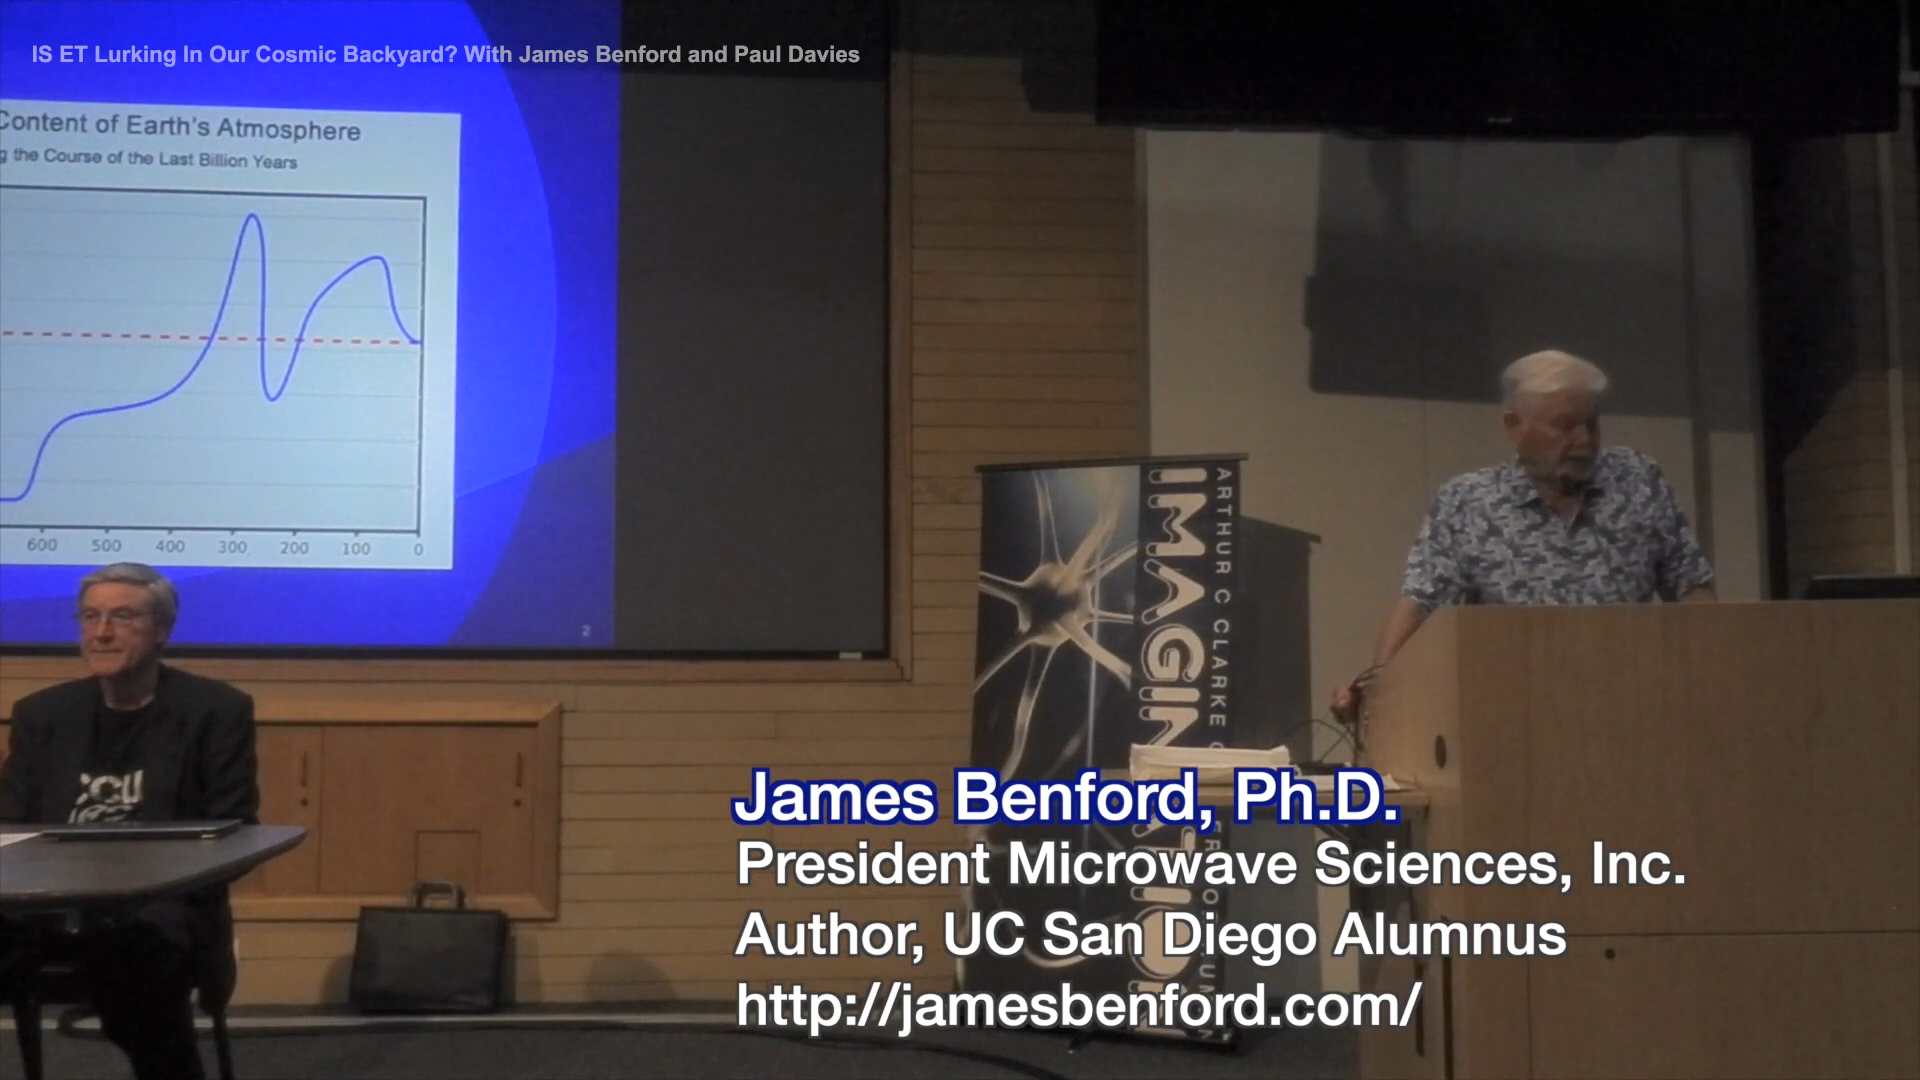 IS ET Lurking In Our Cosmic Backyard? With James Benford and Paul Davies
Content of Earth's Atmosphere
the Course of the Last Billion Years
600 500 400 300 200 100 0
2
ARTHUR C CLARKE
IMAGINATION
James Benford, Ph.D.
President Microwave Sciences, Inc.
Author, UC San Diego Alumnus
http://jamesbenford.com/